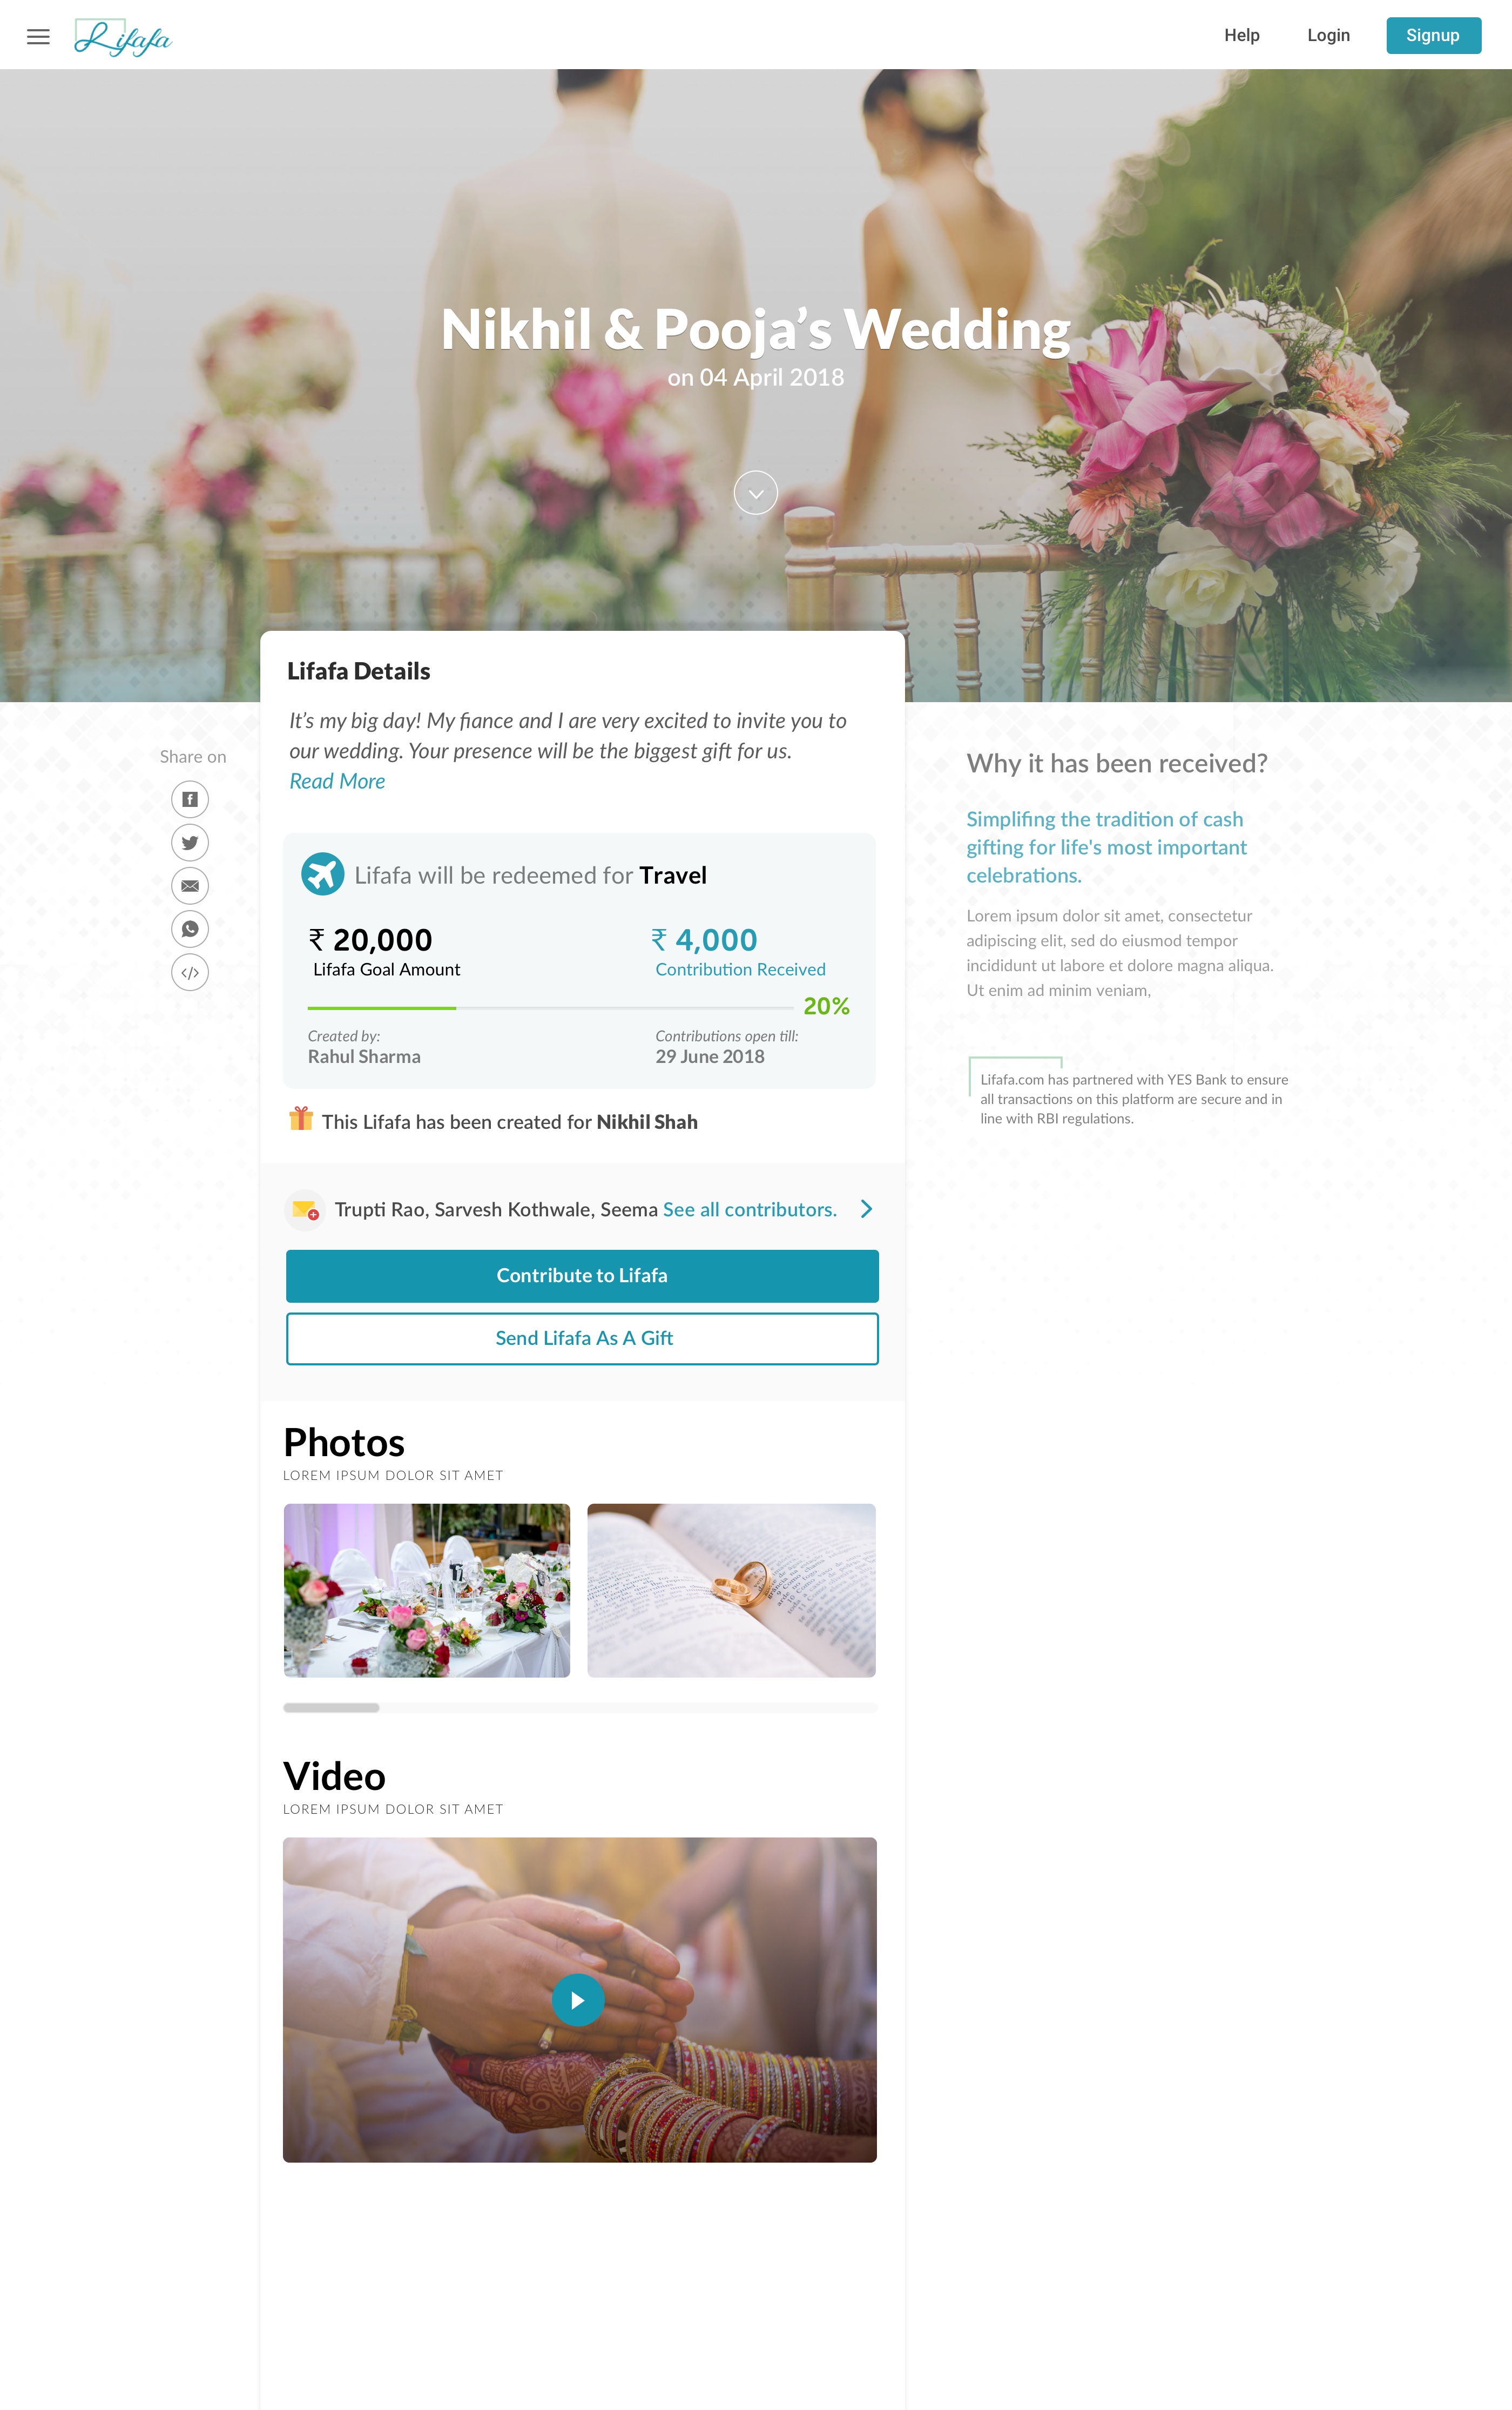 Lifafa
Help
Login
Signup
Nikhil & Pooja’s Wedding
on 04 April 2018
Lifafa Details
It’s my big day! My fiance and I are very excited to invite you to
our wedding. Your presence will be the biggest gift for us.
Read More
Share on
Lifafa will be redeemed for Travel
₹ 20,000
Lifafa Goal Amount
₹ 4,000
Contribution Received
20%
Created by:
Rahul Sharma
Contributions open till:
29 June 2018
This Lifafa has been created for Nikhil Shah
Trupti Rao, Sarvesh Kothwale, Seema See all contributors.
Contribute to Lifafa
Send Lifafa As A Gift
Why it has been received?
Simplifing the tradition of cash
gifting for life's most important
celebrations.
Lorem ipsum dolor sit amet, consectetur
adipiscing elit, sed do eiusmod tempor
incididunt ut labore et dolore magna aliqua.
Ut enim ad minim veniam,
Lifafa.com has partnered with YES Bank to ensure
all transactions on this platform are secure and in
line with RBI regulations.
Photos
LOREM IPSUM DOLOR SIT AMET
Video
LOREM IPSUM DOLOR SIT AMET